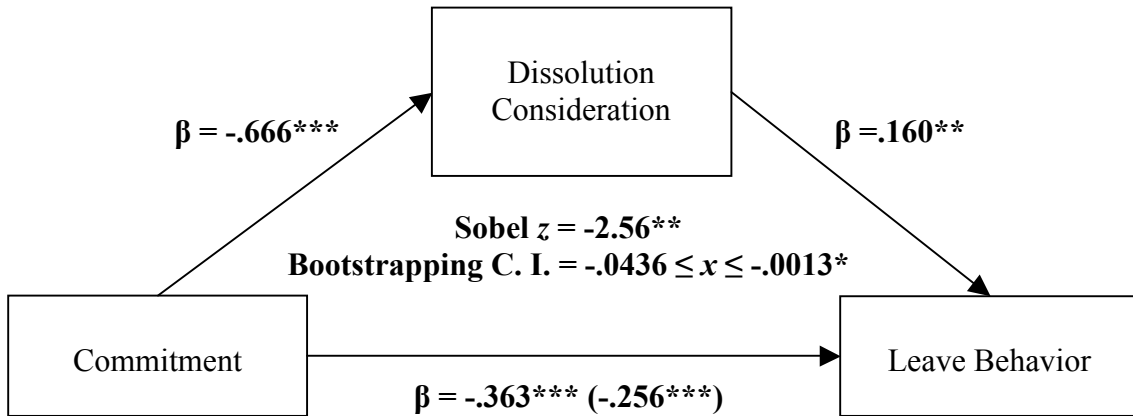 Dissolution
Consideration
β = -.666***
β =.160**
Sobel z = -2.56**
Bootstrapping C. I. = -.0436 ≤ x ≤ -.0013*
Commitment
Leave Behavior
β = -.363*** (-.256***)